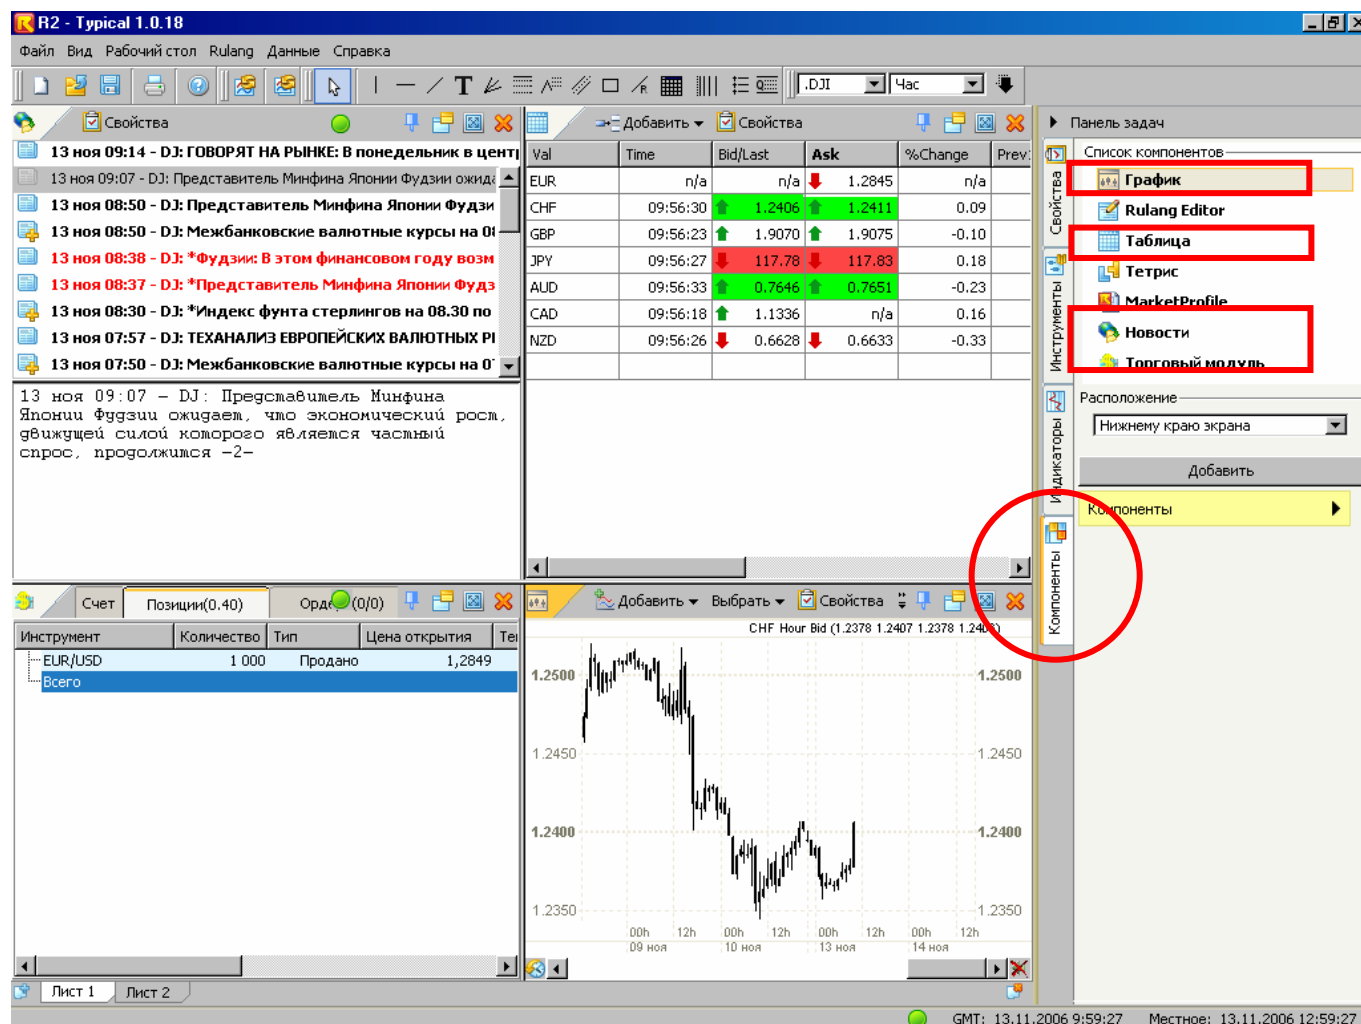 R2 - Typical 1.0.18
Файл Вид Рабочий стол Rulang Данные Справка
T .DJI Час
Свойства
13 ноя 09:14 - DJ: ГОВОРЯТ НА РЫНКЕ: В понедельник в центр
13 ноя 09:07 - DJ: Представитель Минфина Японии Фудзии ожида
13 ноя 08:50 - DJ: Представитель Минфина Японии Фудзи
13 ноя 08:50 - DJ: Межбанковские валютные курсы на 08
13 ноя 08:38 - DJ: *Фудзии: В этом финансовом году возм
13 ноя 08:37 - DJ: *Представитель Минфина Японии Фудз
13 ноя 08:30 - DJ: *Индекс фунта стерлингов на 08.30 по
13 ноя 07:57 - DJ: ТЕХАНАЛИЗ ЕВРОПЕЙСКИХ ВАЛЮТНЫХ РЕ
13 ноя 07:50 - DJ: Межбанковские валютные курсы на 07
13 ноя 09:07 - DJ: Представитель Минфина
Японии Фудзии ожидает, что экономический рост,
движущей силой которого является частный
спрос, продолжится -2-
Добавить Свойства
Val Time Bid/Last Ask %Change Prev
EUR n/a n/a 1.2845 n/a
CHF 09:56:30 1.2406 1.2411 0.09
GBP 09:56:23 1.9070 1.9075 -0.10
JPY 09:56:27 117.78 117.83 0.18
AUD 09:56:33 0.7646 0.7651 -0.23
CAD 09:56:18 1.1336 n/a 0.16
NZD 09:56:26 0.6628 0.6633 -0.33
Панель задач
Свойства
Инструменты
Индикаторы
Компоненты
Список компонентов
График
Rulang Editor
Таблица
Тетрис
MarketProfile
Новости
Торговый модуль
Расположение
Нижнему краю экрана
Добавить
Компоненты
Счет Позиции(0.40) Орде (0/0)
Инструмент Количество Тип Цена открытия Те
EUR/USD 1 000 Продано 1,2849
Всего
Добавить Выбрать Свойства
CHF Hour Bid (1.2378 1.2407 1.2378 1.2406)
1.2500 1.2500
1.2450 1.2450
1.2400 1.2400
1.2350 1.2350
00h 12h 00h 12h 00h 12h 00h 12h
09 ноя 10 ноя 13 ноя 14 ноя
Лист 1 Лист 2
GMT: 13.11.2006 9:59:27 Местное: 13.11.2006 12:59:27